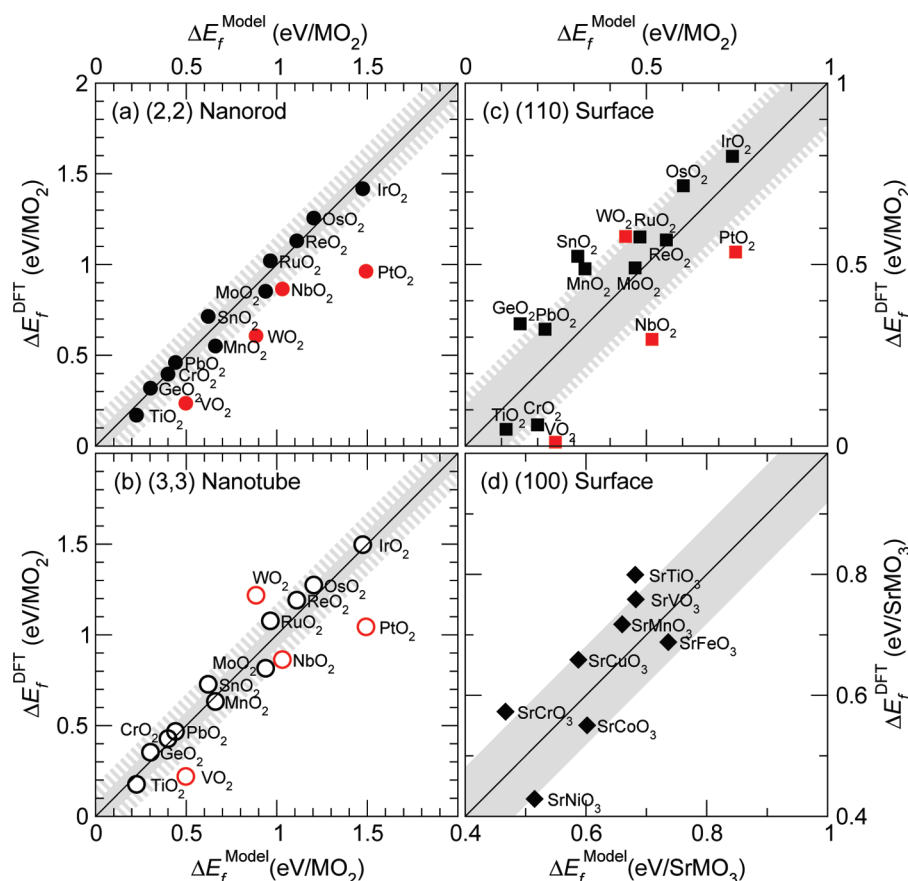 ΔE_f^Model (eV/MO₂)
ΔE_f^Model (eV/MO₂)
0 0.5 1 1.5
0 0.5 1
(a) (2,2) Nanorod
2
1.5
1
0.5
0
ΔE_f^DFT (eV/MO₂)
IrO₂
OsO₂
ReO₂
RuO₂
PtO₂
MoO₂
NbO₂
SnO₂
WO₂
MnO₂
PbO₂
CrO₂
GeO₂
VO₂
TiO₂
(c) (110) Surface
1
0.5
0
ΔE_f^DFT (eV/MO₂)
IrO₂
OsO₂
WO₂
RuO₂
PtO₂
SnO₂
ReO₂
MnO₂
MoO₂
GeO₂
PbO₂
NbO₂
CrO₂
TiO₂
VO₂
(b) (3,3) Nanotube
1.5
1
0.5
0
ΔE_f^DFT (eV/MO₂)
IrO₂
WO₂
OsO₂
ReO₂
RuO₂
PtO₂
MoO₂
NbO₂
SnO₂
MnO₂
CrO₂
PbO₂
GeO₂
VO₂
TiO₂
0 0.5 1 1.5
ΔE_f^Model (eV/MO₂)
(d) (100) Surface
0.8
0.6
0.4
ΔE_f^DFT (eV/SrMO₃)
SrTiO₃
SrVO₃
SrMnO₃
SrFeO₃
SrCuO₃
SrCrO₃
SrCoO₃
SrNiO₃
0.4 0.6 0.8 1
ΔE_f^Model (eV/SrMO₃)